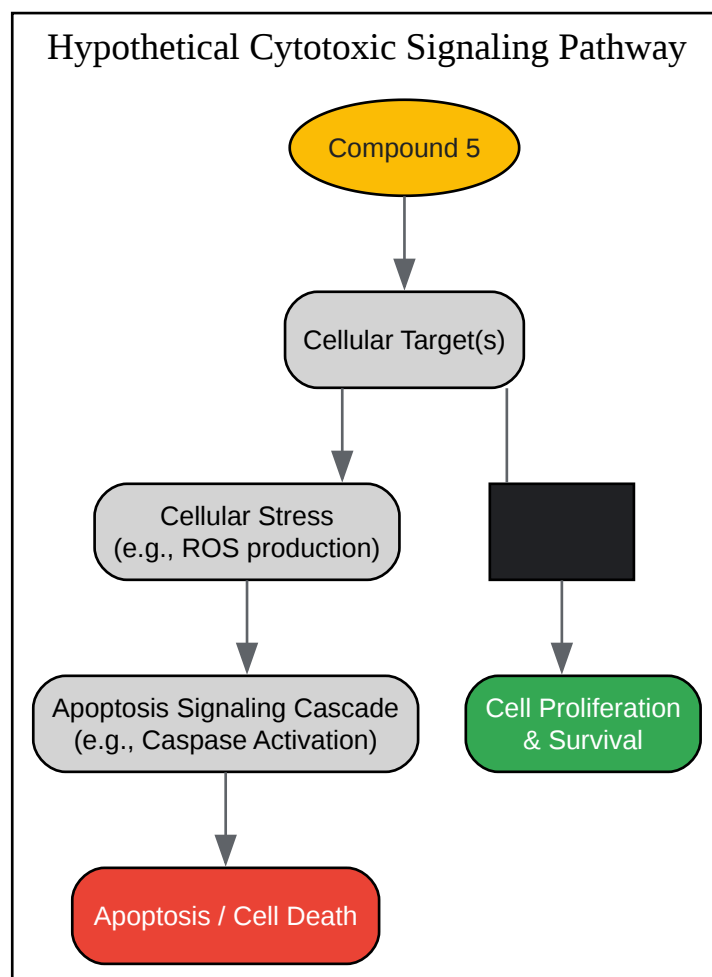 Hypothetical Cytotoxic Signaling Pathway
Compound 5
Cellular Target(s)
Cellular Stress
(e.g., ROS production)
Apoptosis Signaling Cascade
(e.g., Caspase Activation)
Cell Proliferation
& Survival
Apoptosis / Cell Death